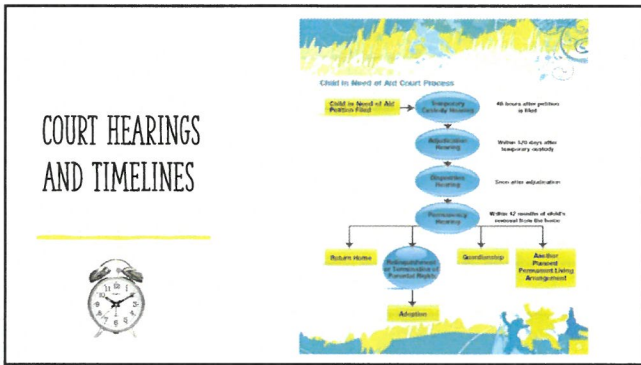 COURT HEARINGS
AND TIMELINES
Child in Need of Aid Court Process
Child in Need of Aid
Petition Filed
Temporary
Custody Hearing
48 hours after petition
is filed
Adjudication
Hearing
Within 120 days after
temporary custody
Disposition
Hearing
Soon after adjudication
Permanency
Hearing
Within 12 months of child's
removal from the home
Return Home
Relinquishment
or Termination of
Parental Rights
Guardianship
Another
Planned
Permanent Living
Arrangement
Adoption